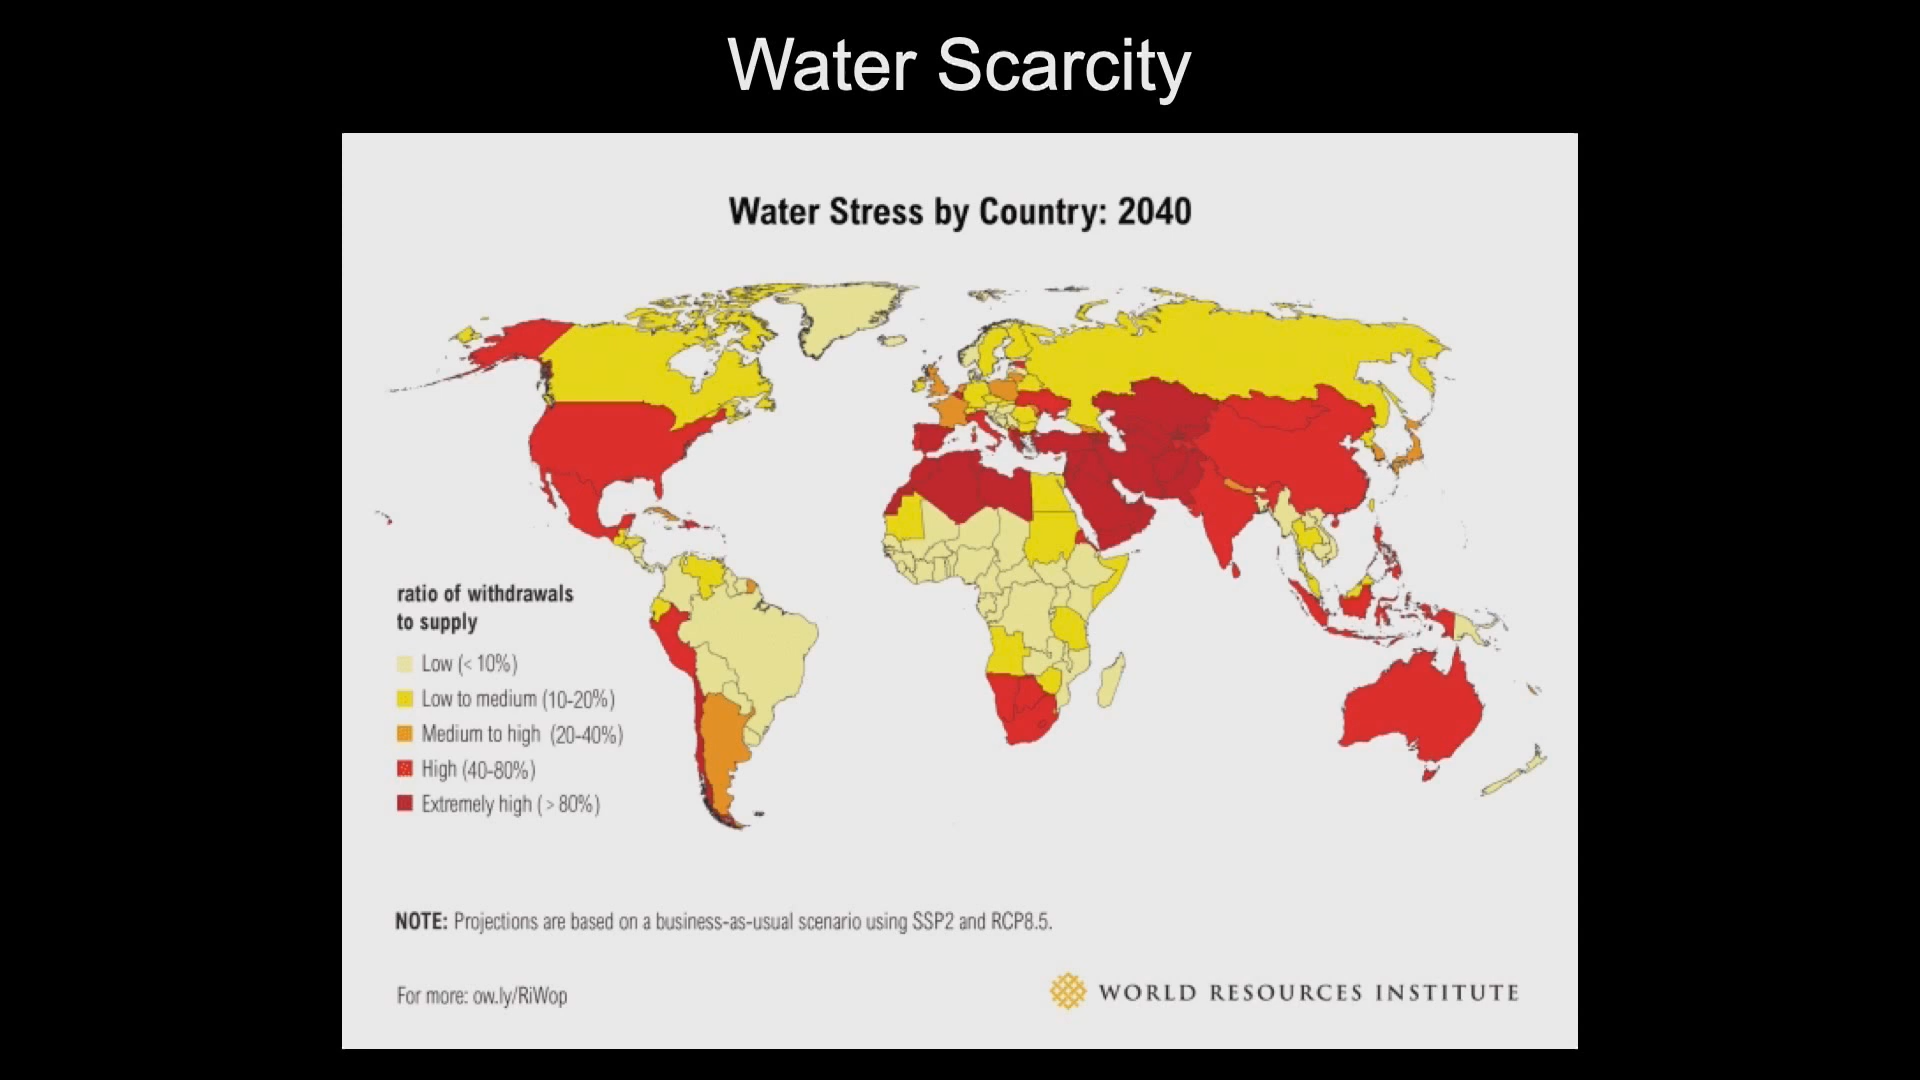 Water Scarcity
Water Stress by Country: 2040
ratio of withdrawals
to supply
Low (< 10%)
Low to medium (10-20%)
Medium to high (20-40%)
High (40-80%)
Extremely high ( > 80%)
NOTE: Projections are based on a business-as-usual scenario using SSP2 and RCP8.5.
For more: ow.ly/RiWop
WORLD RESOURCES INSTITUTE